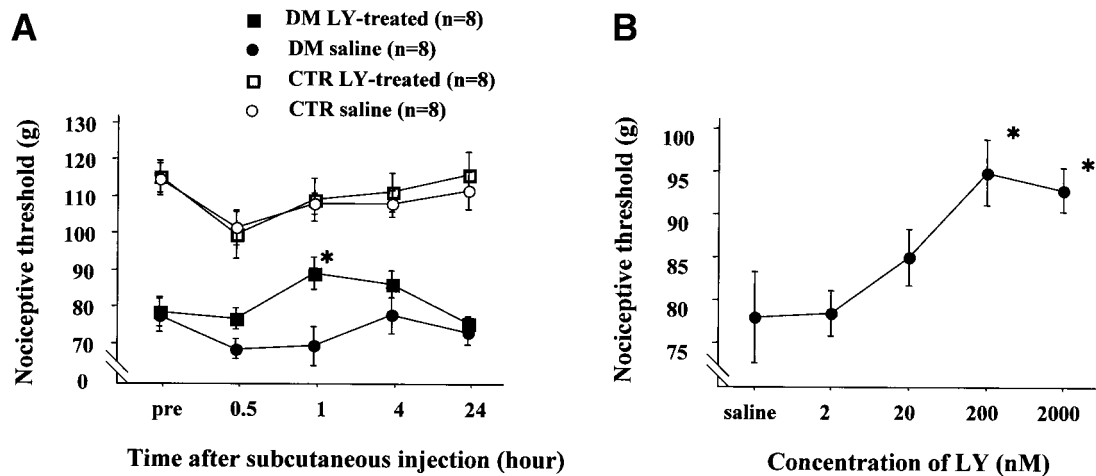 A
DM LY-treated (n=8)
DM saline (n=8)
CTR LY-treated (n=8)
CTR saline (n=8)
Nociceptive threshold (g)
130
120
110
100
90
80
70
0
*
pre 0.5 1 4 24
Time after subcutaneous injection (hour)
B
Nociceptive threshold (g)
100
95
90
85
80
75
* *
saline 2 20 200 2000
Concentration of LY (nM)